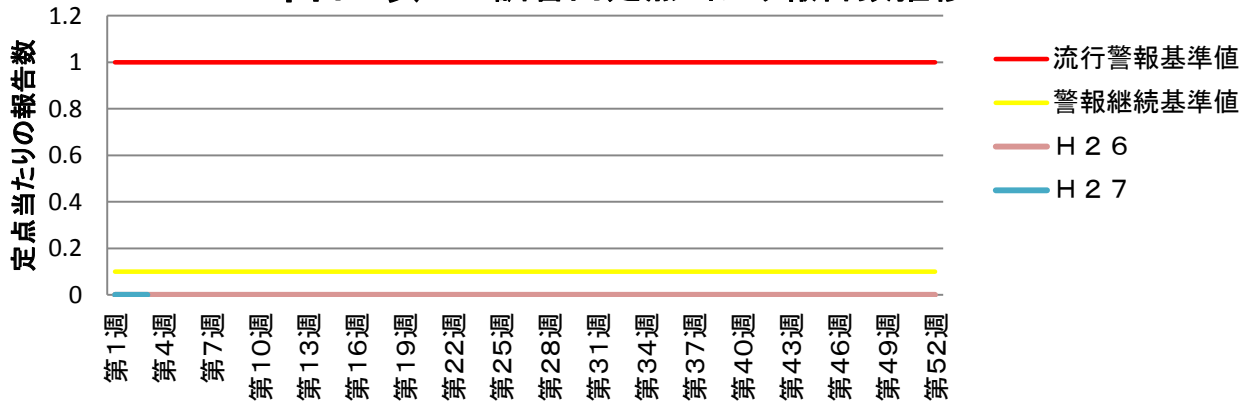 1.2
1
0.8
0.6
0.4
0.2
0
定点当たりの報告数
第1週
第4週
第7週
第10週
第13週
第16週
第19週
第22週
第25週
第28週
第31週
第34週
第37週
第40週
第43週
第46週
第49週
第52週
流行警報基準値
警報継続基準値
Ｈ２６
Ｈ２７